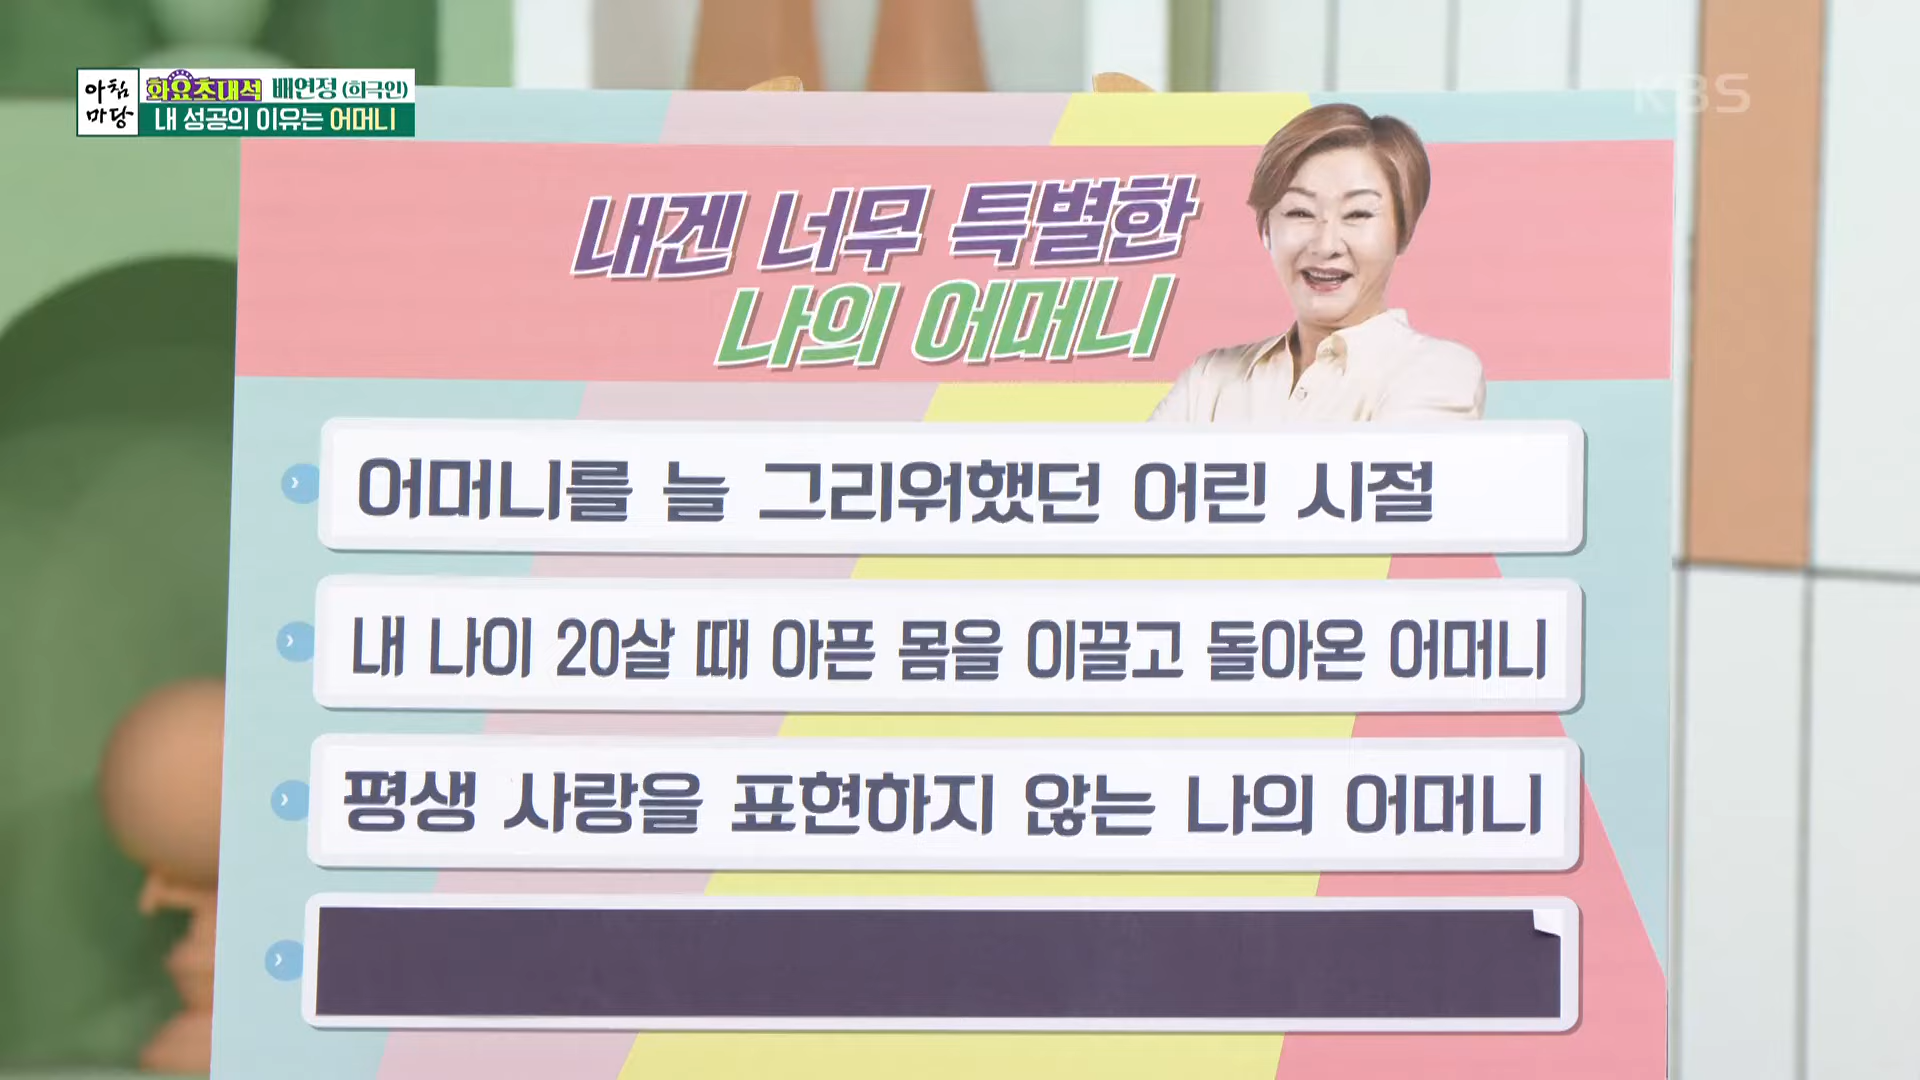 아침
마당
화요초대석 배연정 (희극인)
내 성공의 이유는 어머니
KBS
내겐 너무 특별한
나의 어머니
어머니를 늘 그리워했던 어린 시절
내 나이 20살 때 아픈 몸을 이끌고 돌아온 어머니
평생 사랑을 표현하지 않는 나의 어머니